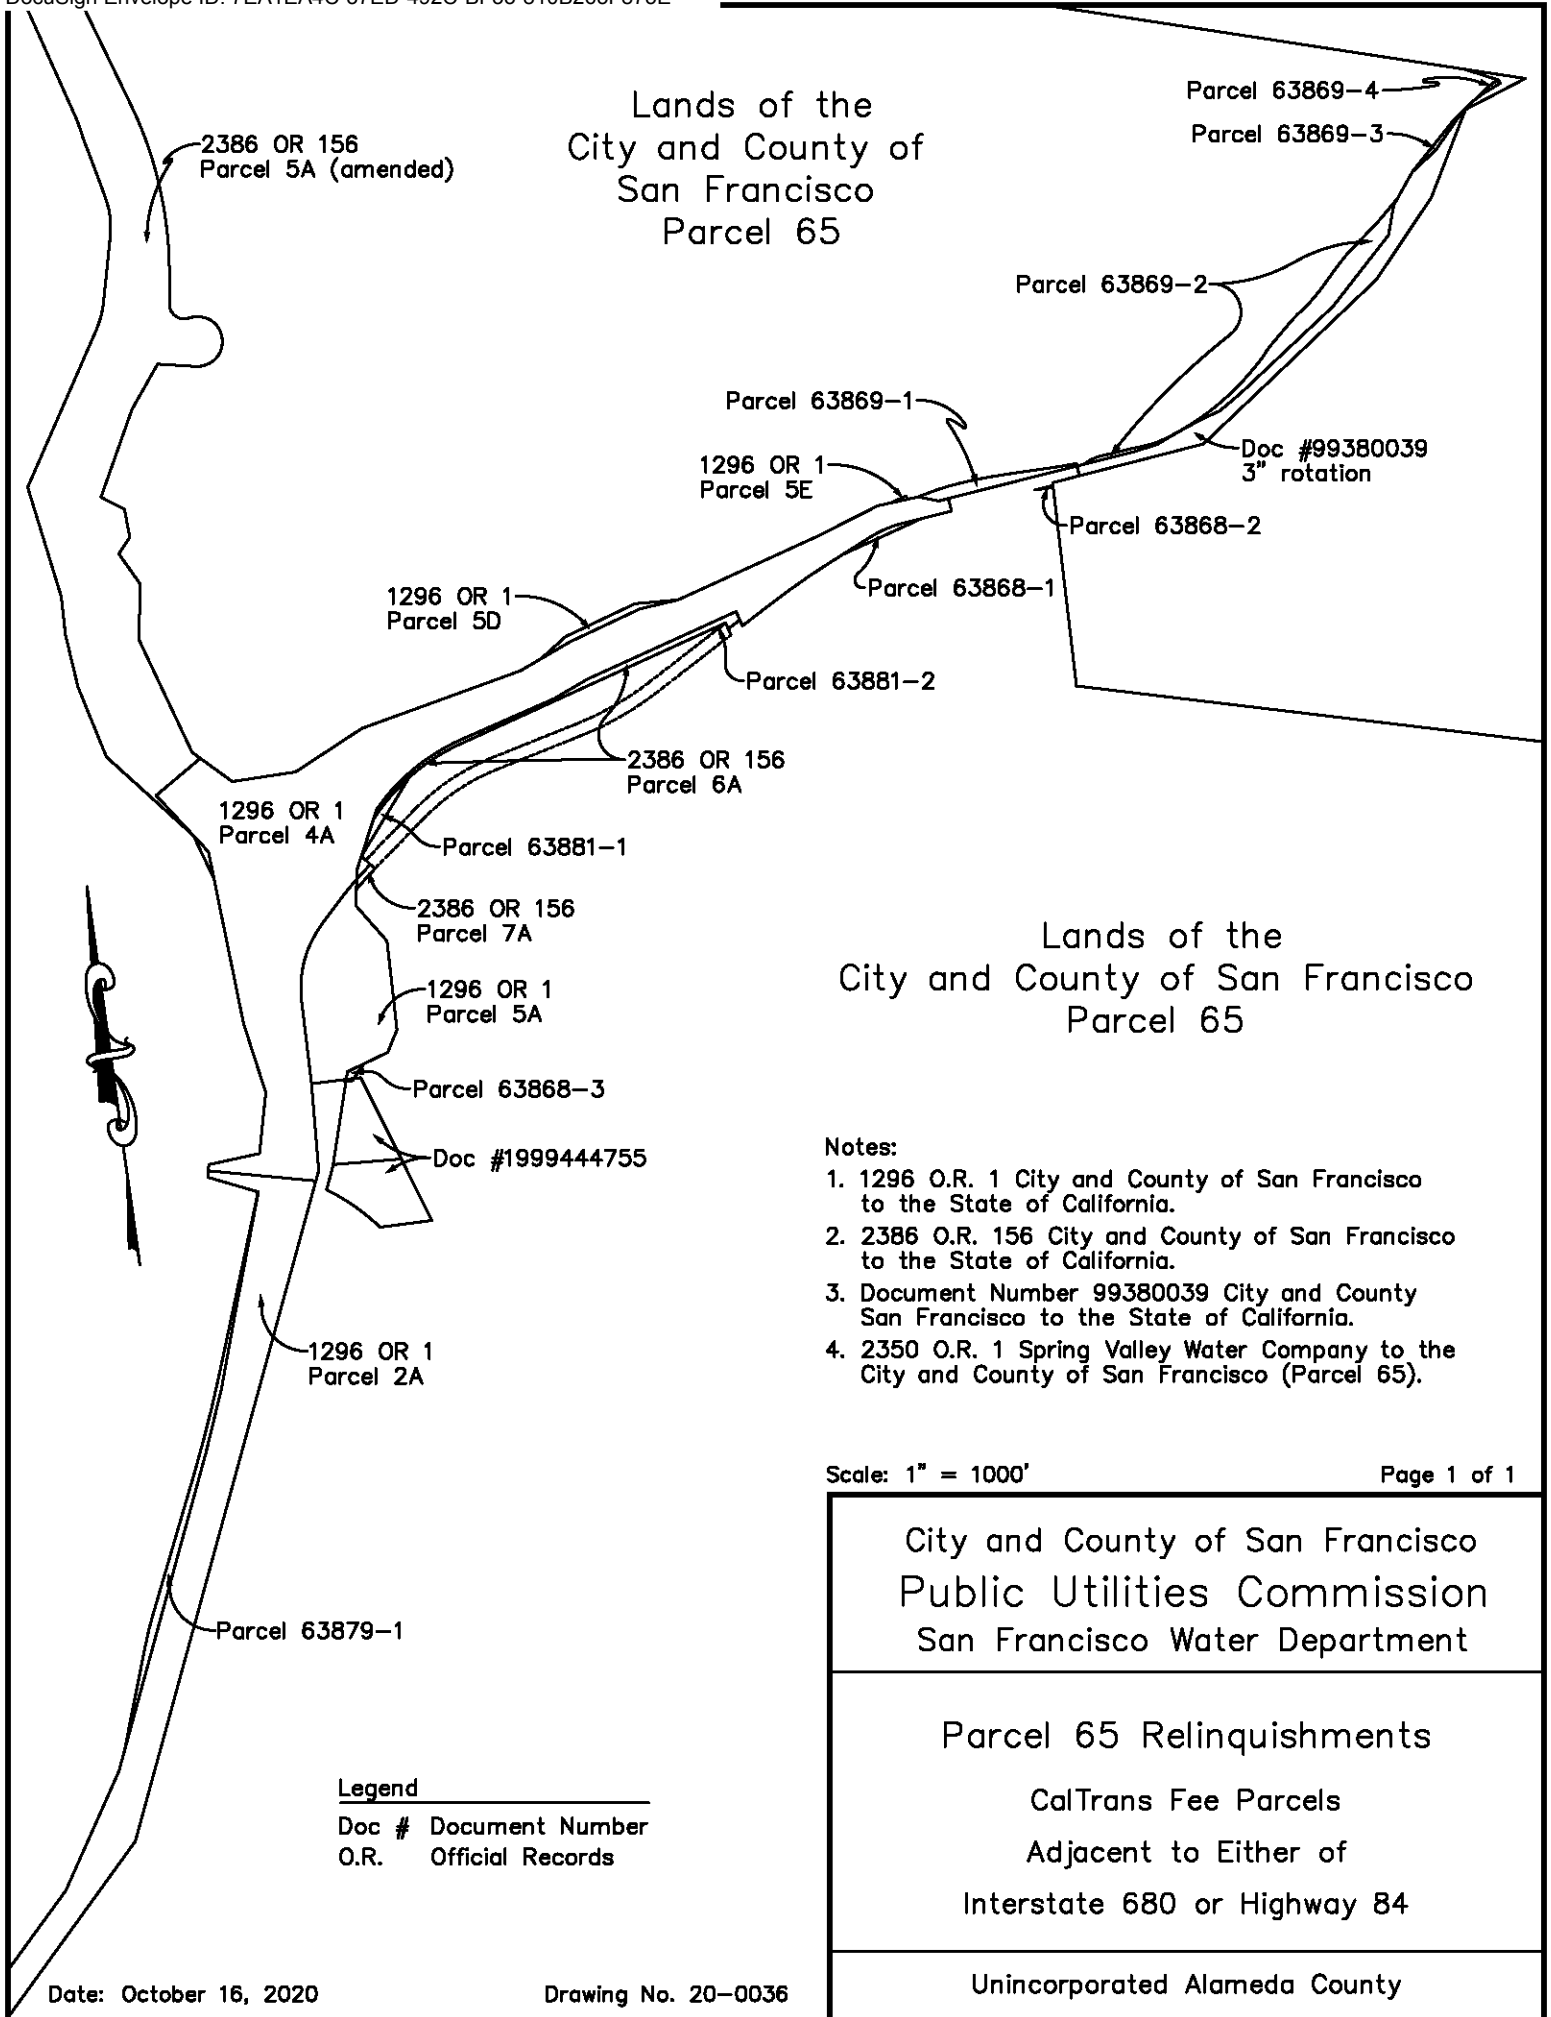 Lands of the
City and County of
San Francisco
Parcel 65
2386 OR 156
Parcel 5A (amended)
Parcel 63869-4
Parcel 63869-3
Parcel 63869-2
Parcel 63869-1
1296 OR 1
Parcel 5E
Doc #99380039
3" rotation
Parcel 63868-2
Parcel 63868-1
1296 OR 1
Parcel 5D
Parcel 63881-2
2386 OR 156
Parcel 6A
1296 OR 1
Parcel 4A
Parcel 63881-1
2386 OR 156
Parcel 7A
Lands of the
City and County of San Francisco
Parcel 65
1296 OR 1
Parcel 5A
Parcel 63868-3
Doc #1999444755
1296 OR 1
Parcel 2A
Parcel 63879-1
Notes:
1. 1296 O.R. 1 City and County of San Francisco
to the State of California.
2. 2386 O.R. 156 City and County of San Francisco
to the State of California.
3. Document Number 99380039 City and County
San Francisco to the State of California.
4. 2350 O.R. 1 Spring Valley Water Company to the
City and County of San Francisco (Parcel 65).
Scale: 1" = 1000'
Page 1 of 1
City and County of San Francisco
Public Utilities Commission
San Francisco Water Department
Parcel 65 Relinquishments
CalTrans Fee Parcels
Adjacent to Either of
Interstate 680 or Highway 84
Unincorporated Alameda County
Legend
Doc # Document Number
O.R. Official Records
Date: October 16, 2020
Drawing No. 20-0036